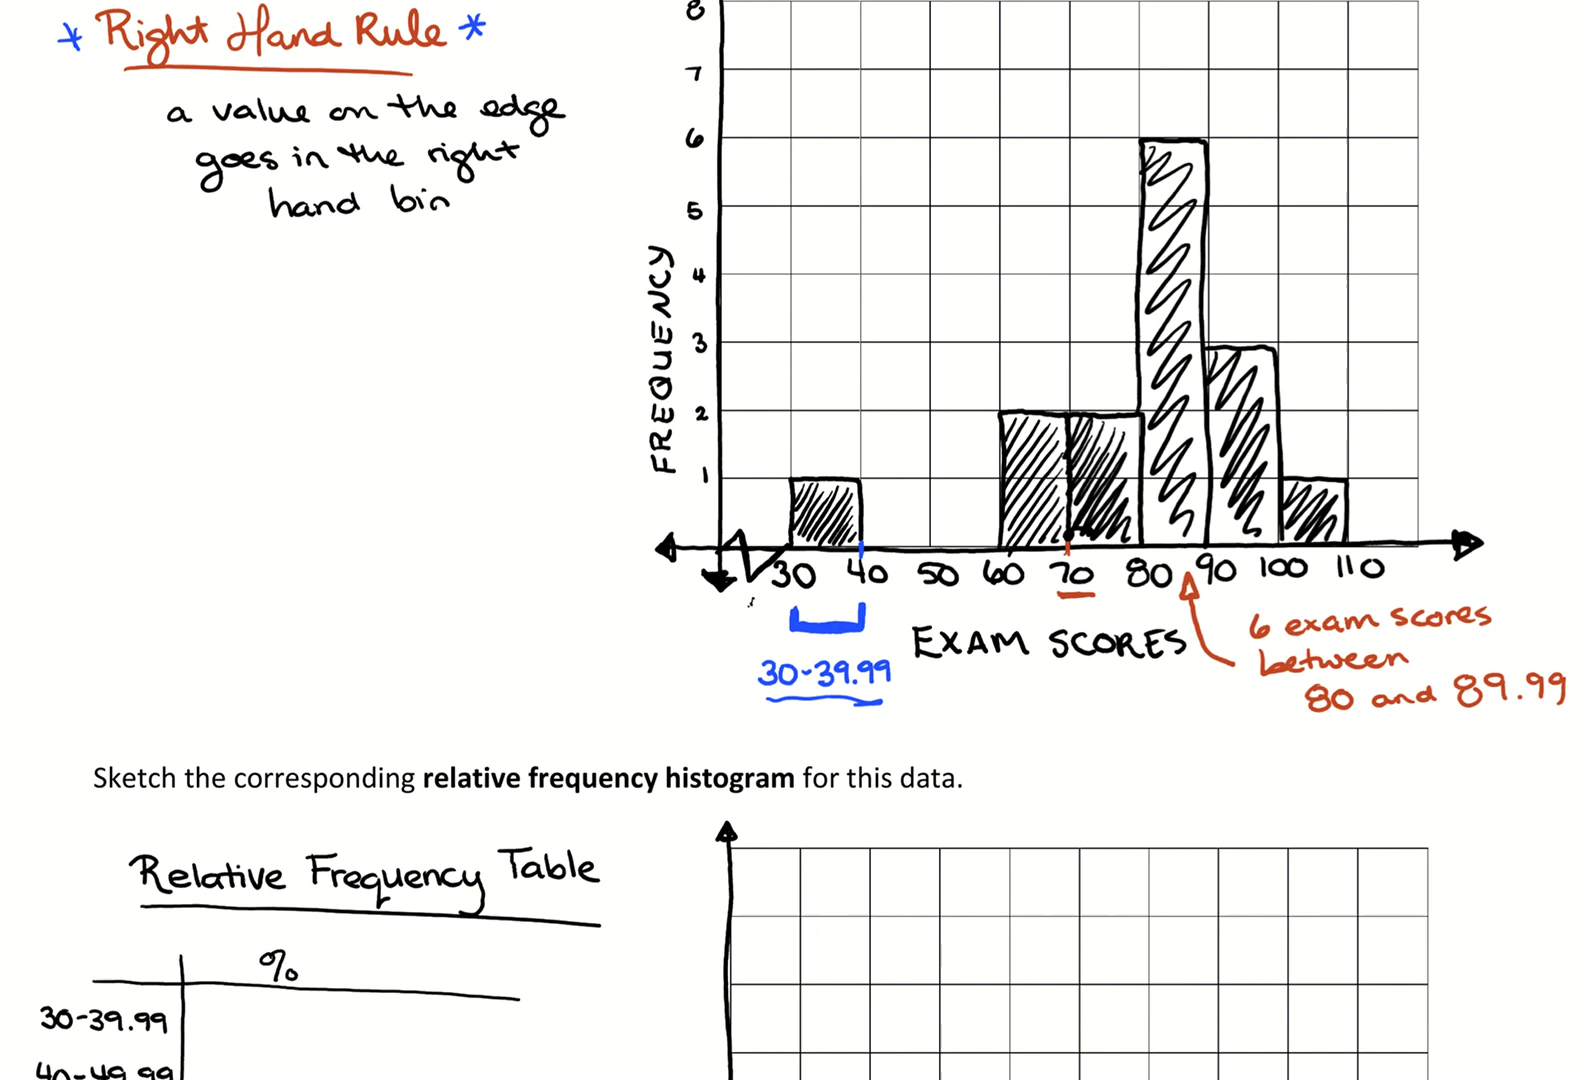 * Right Hand Rule *
a value on the edge
goes in the right
hand bin
8
7
6
5
4
3
2
1
FREQUENCY
30 40 50 60 70 80 90 100 110
EXAM SCORES
30-39.99
6 exam scores
between
80 and 89.99
Sketch the corresponding relative frequency histogram for this data.
Relative Frequency Table
%
30-39.99
40-49.99